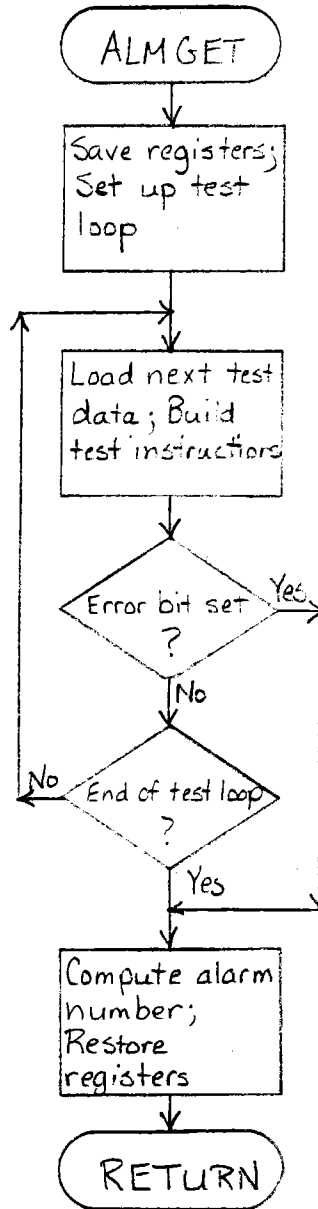 ALMGET
Save registers;
Set up test
loop
Load next test
data; Build
test instructions
Error bit set
?
Yes
No
End of test loop
?
No
Yes
Compute alarm
number;
Restore
registers
RETURN